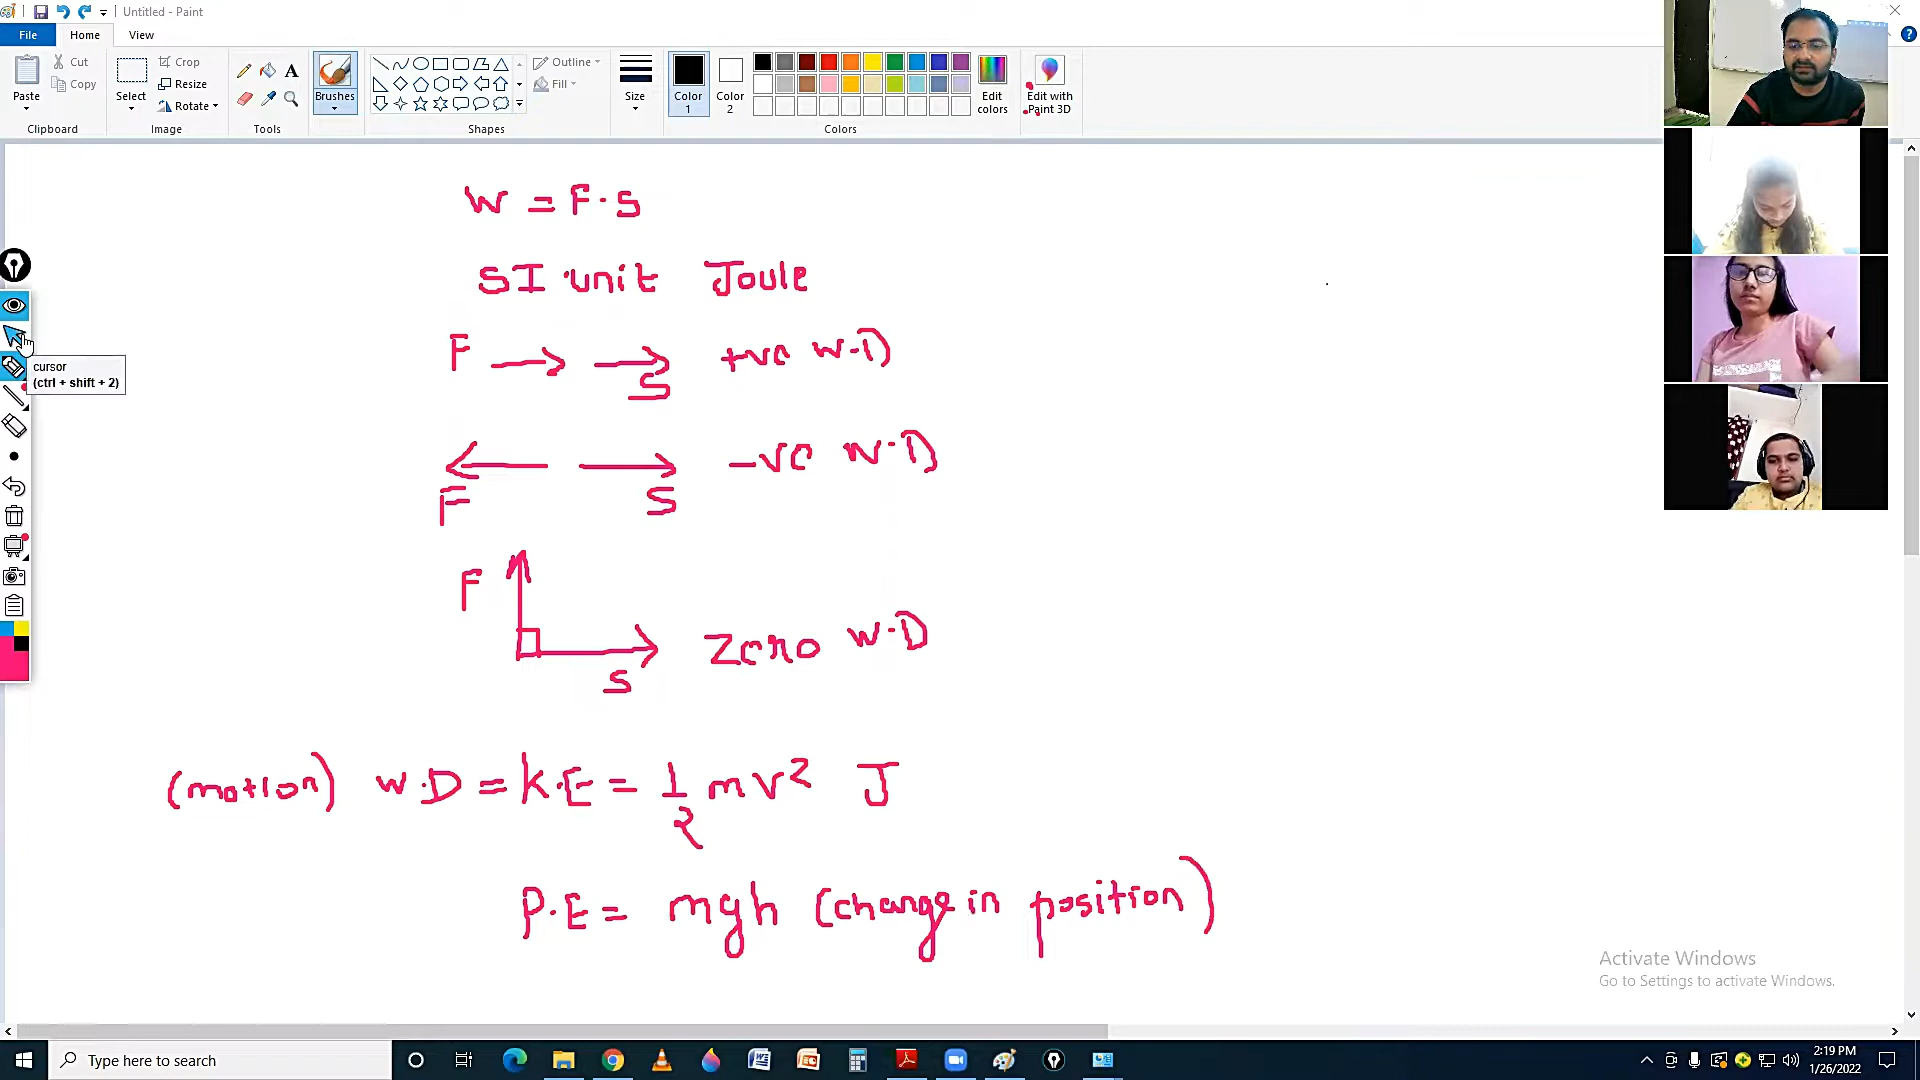 Untitled - Paint
File Home View
Paste
Cut
Copy
Clipboard
Select
Crop
Resize
Rotate
Image
A
Tools
Brushes
Shapes
Outline
Fill
Size
Color 1
Color 2
Colors
Edit colors
Edit with Paint 3D
W = F·S
SI unit Joule
F S +ve W·D
F S -ve W·D
F S Zero W·D
(motion) W·D = K·E = 1/2 mv² J
P·E = mgh (change in position)
cursor
(ctrl + shift + 2)
Activate Windows
Go to Settings to activate Windows.
Type here to search
2:19 PM
1/26/2022